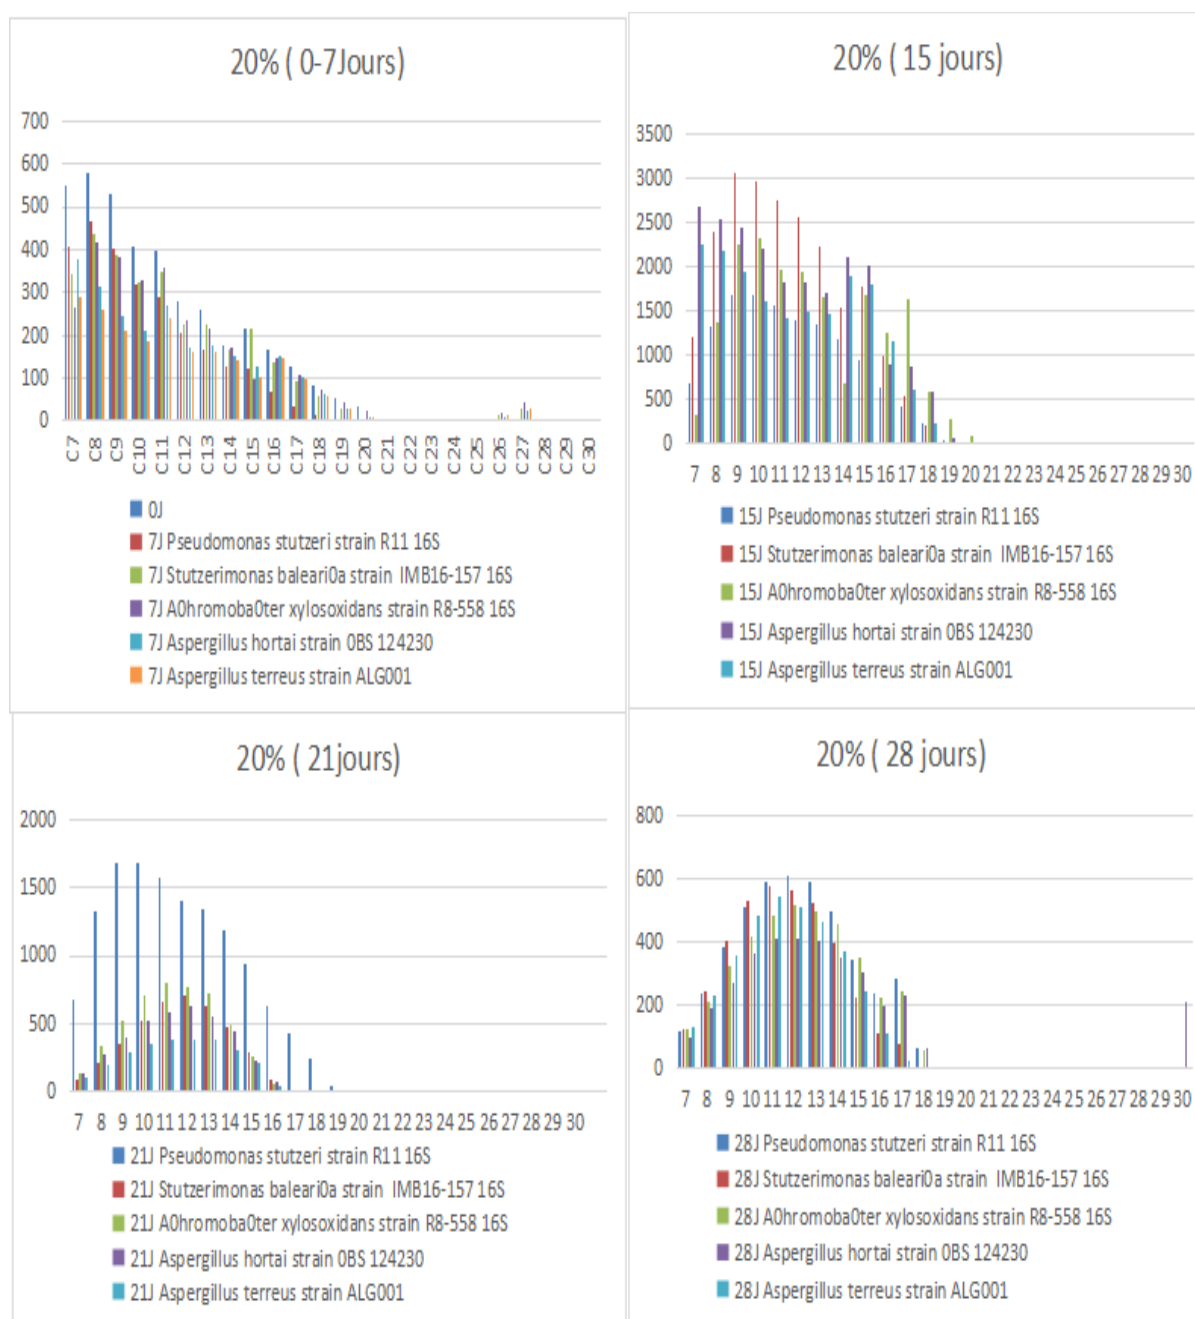 20% ( 0-7Jours)
700
600
500
400
300
200
100
0
C 7 C8 C9 C10 C11 C12 C13 C14 C15 C16 C17 C18 C19 C20 C21 C22 C23 C24 C25 C26 C27 C28 C29 C 30
0J
7J Pseudomonas stutzeri strain R11 16S
7J Stutzerimonas baleari0a strain IMB16-157 16S
7J A0hromoba0ter xylosoxidans strain R8-558 16S
7J Aspergillus hortai strain 0BS 124230
7J Aspergillus terreus strain ALG001
20% ( 15 jours)
3500
3000
2500
2000
1500
1000
500
0
7 8 9 10 11 12 13 14 15 16 17 18 19 20 21 22 23 24 25 26 27 28 29 30
15J Pseudomonas stutzeri strain R11 16S
15J Stutzerimonas baleari0a strain IMB16-157 16S
15J A0hromoba0ter xylosoxidans strain R8-558 16S
15J Aspergillus hortai strain 0BS 124230
15J Aspergillus terreus strain ALG001
20% ( 21jours)
2000
1500
1000
500
0
7 8 9 10 11 12 13 14 15 16 17 18 19 20 21 22 23 24 25 26 27 28 29 30
21J Pseudomonas stutzeri strain R11 16S
21J Stutzerimonas baleari0a strain IMB16-157 16S
21J A0hromoba0ter xylosoxidans strain R8-558 16S
21J Aspergillus hortai strain 0BS 124230
21J Aspergillus terreus strain ALG001
20% ( 28 jours)
800
600
400
200
0
7 8 9 10 11 12 13 14 15 16 17 18 19 20 21 22 23 24 25 26 27 28 29 30
28J Pseudomonas stutzeri strain R11 16S
28J Stutzerimonas baleari0a strain IMB16-157 16S
28J A0hromoba0ter xylosoxidans strain R8-558 16S
28J Aspergillus hortai strain 0BS 124230
28J Aspergillus terreus strain ALG001